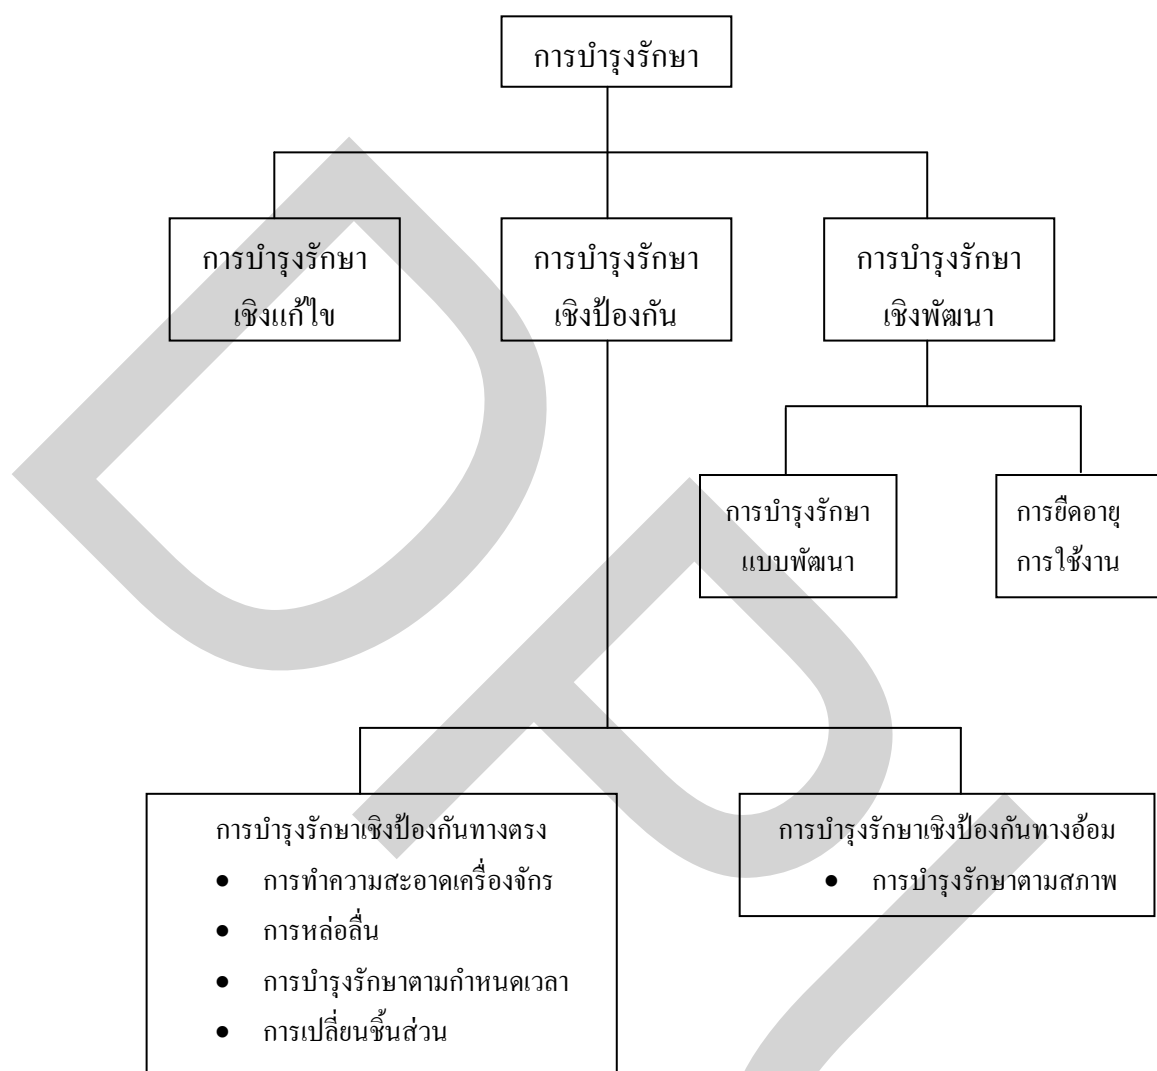 การบำรุงรักษา
การบำรุงรักษา
เชิงแก้ไข
การบำรุงรักษา
เชิงป้องกัน
การบำรุงรักษา
เชิงพัฒนา
การบำรุงรักษา
แบบพัฒนา
การยืดอายุ
การใช้งาน
การบำรุงรักษาเชิงป้องกันทางตรง
● การทำความสะอาดเครื่องจักร
● การหล่อลื่น
● การบำรุงรักษาตามกำหนดเวลา
● การเปลี่ยนชิ้นส่วน
การบำรุงรักษาเชิงป้องกันทางอ้อม
● การบำรุงรักษาตามสภาพ